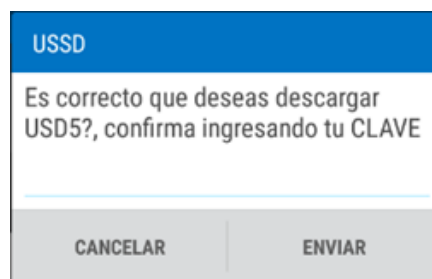 USSD
Es correcto que deseas descargar
USD5?, confirma ingresando tu CLAVE
CANCELAR
ENVIAR